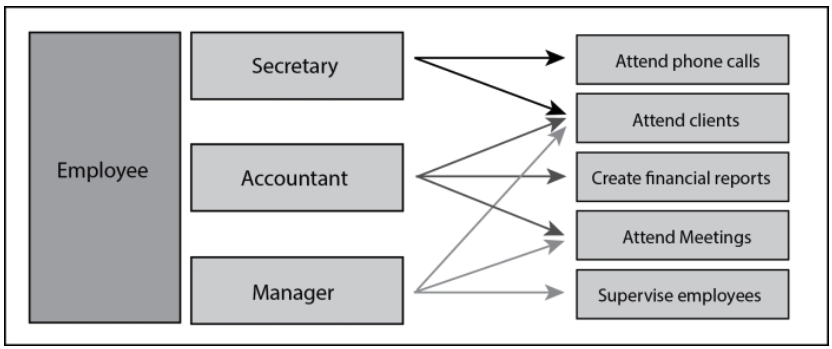 Employee
Secretary
Accountant
Manager
Attend phone calls
Attend clients
Create financial reports
Attend Meetings
Supervise employees